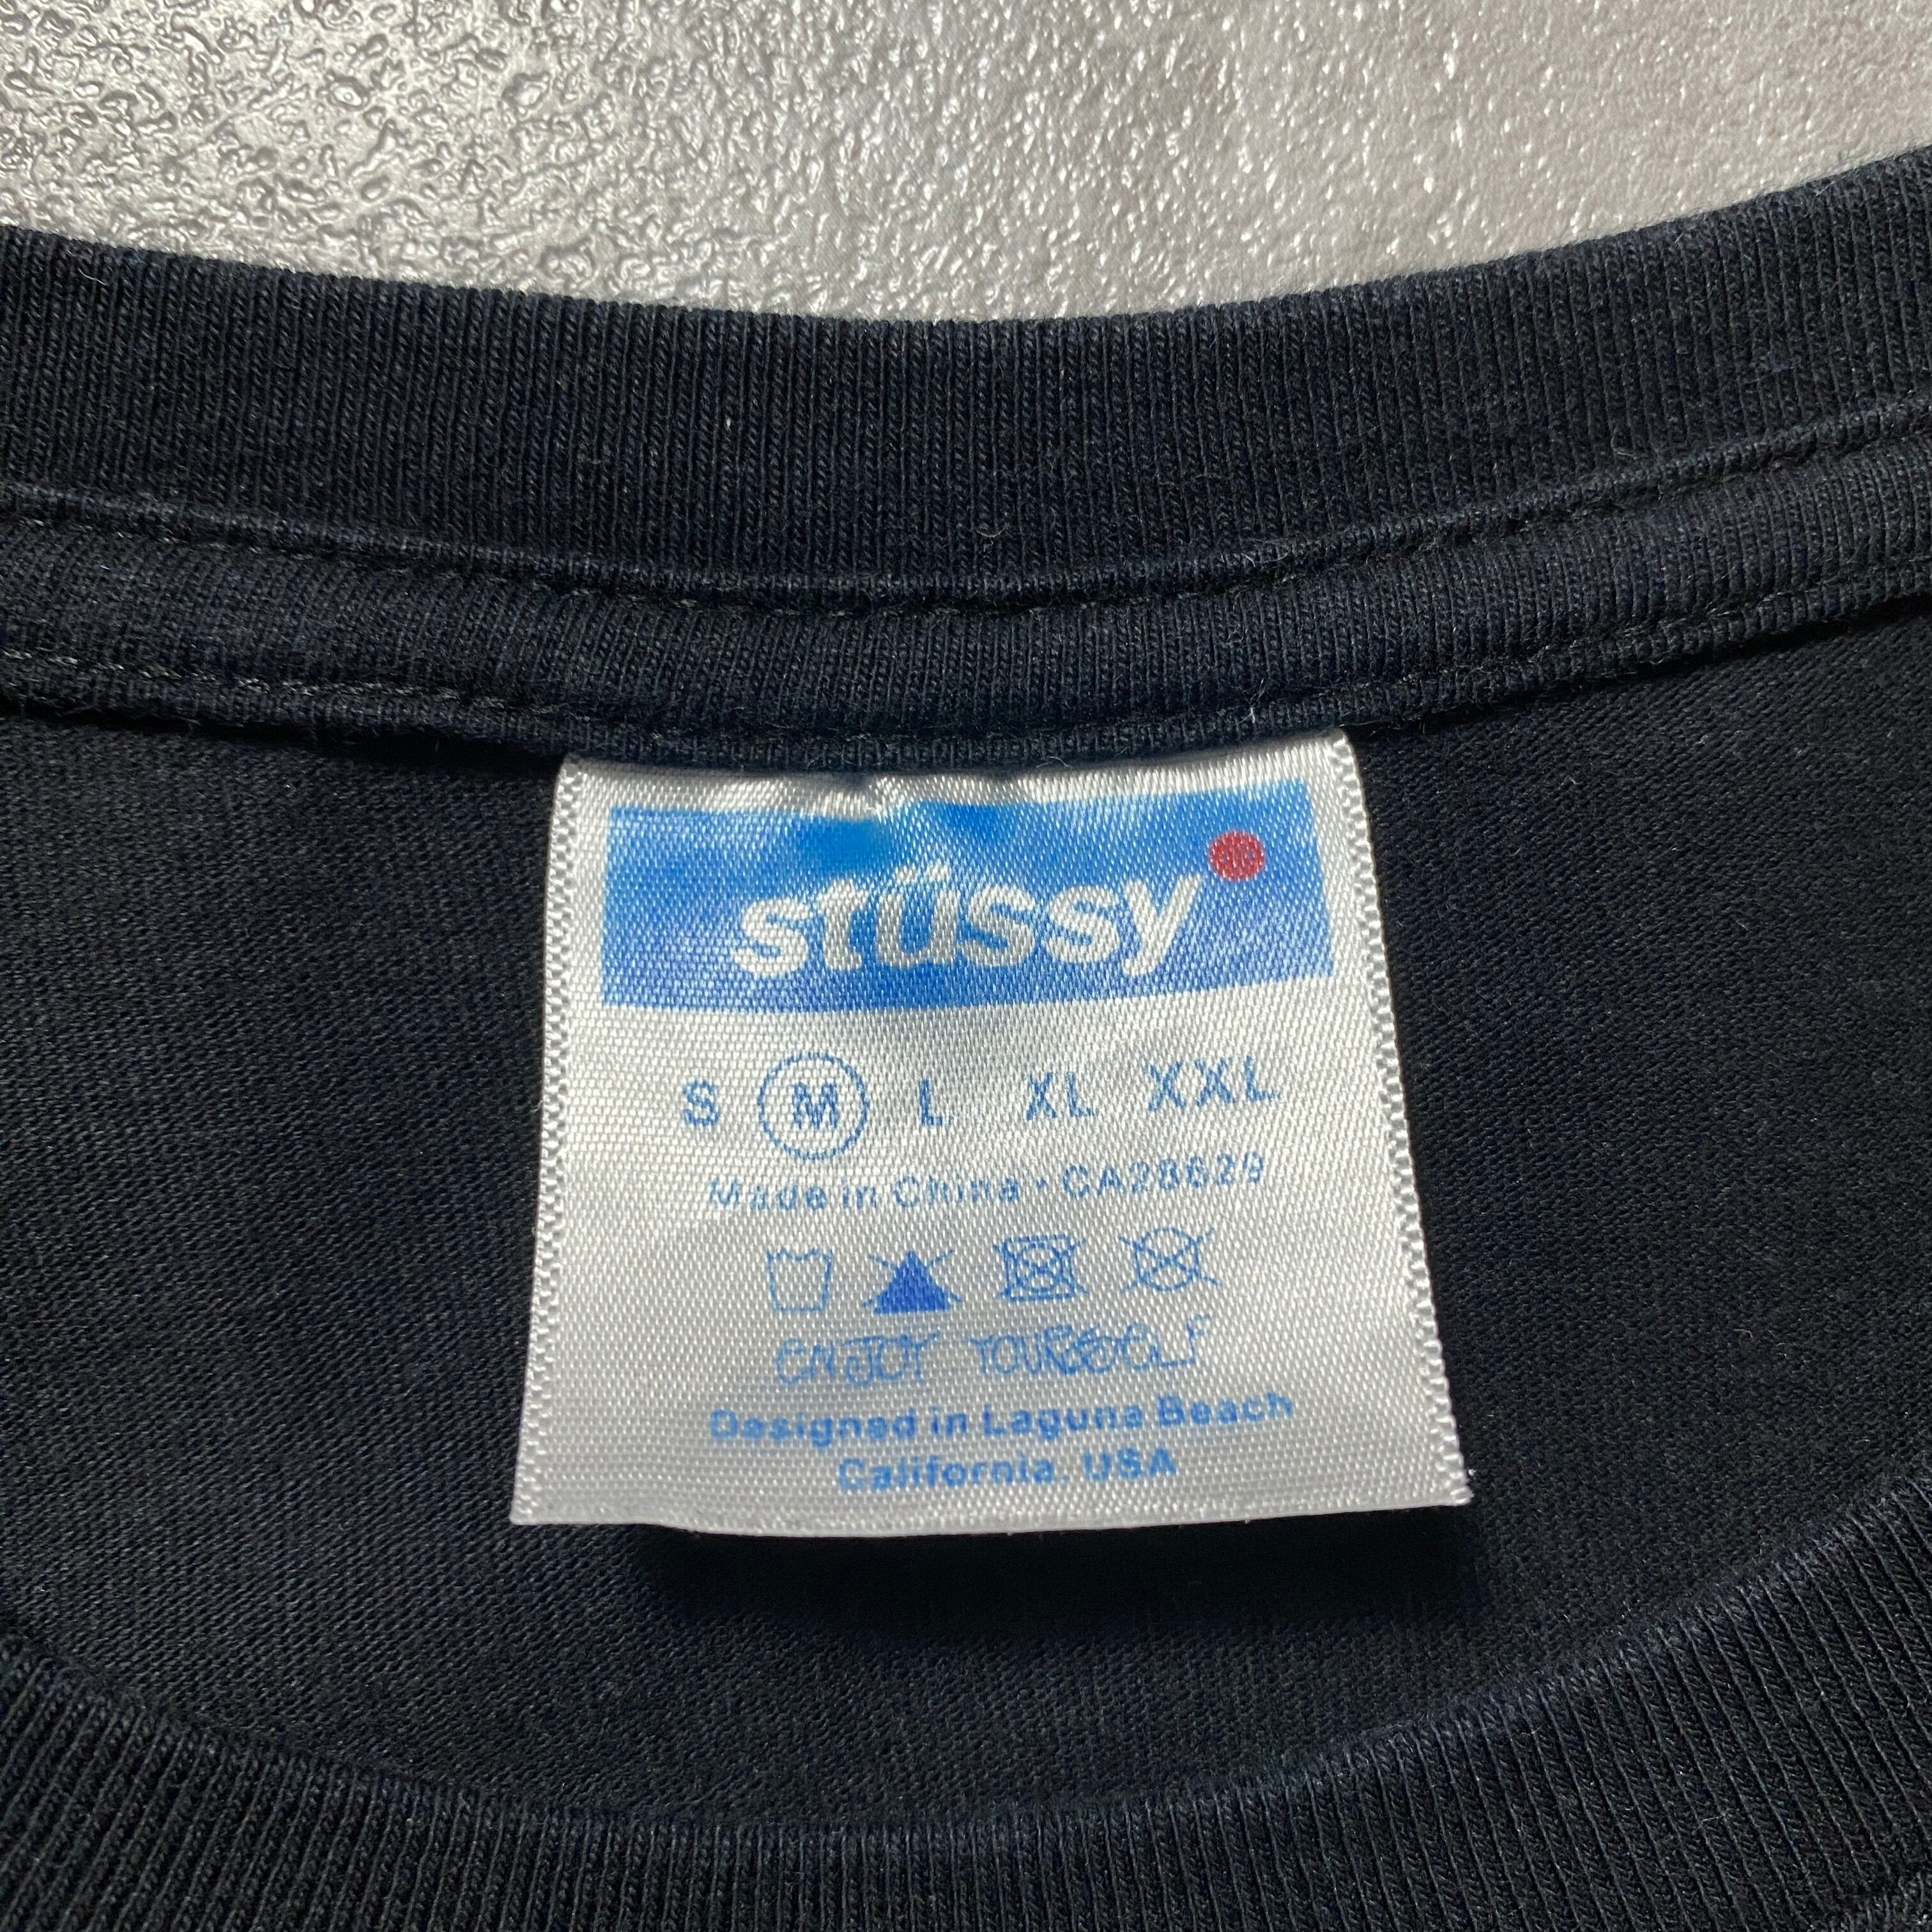 stüssy
S M L XL XXL
Made in China · CA28629
ENJOY YOURSELF
Designed in Laguna Beach
California. USA